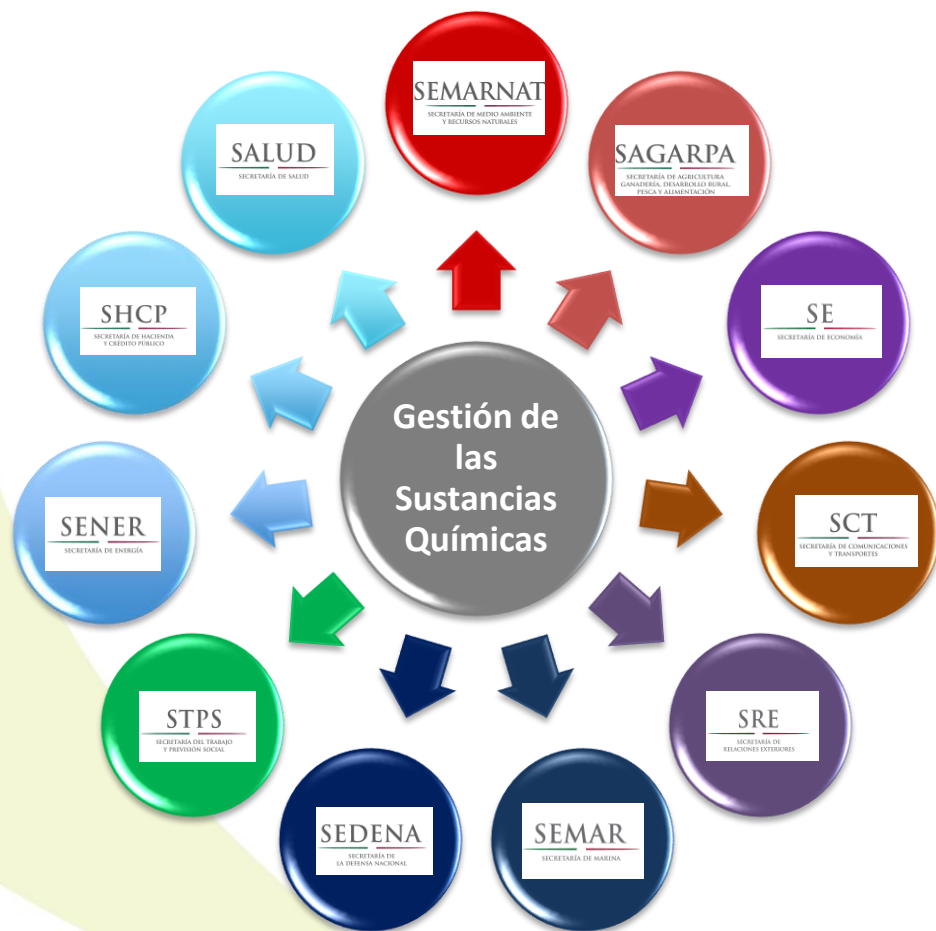 SEMARNAT
SECRETARÍA DE MEDIO AMBIENTE
Y RECURSOS NATURALES
SAGARPA
SECRETARÍA DE AGRICULTURA
GANADERÍA, DESARROLLO RURAL,
PESCA Y ALIMENTACIÓN
SE
SECRETARÍA DE ECONOMÍA
SCT
SECRETARÍA DE COMUNICACIONES
Y TRANSPORTES
SRE
SECRETARÍA DE
RELACIONES EXTERIORES
SEMAR
SECRETARÍA DE MARINA
SEDENA
SECRETARÍA DE
LA DEFENSA NACIONAL
STPS
SECRETARÍA DEL TRABAJO
Y PREVISIÓN SOCIAL
SENER
SECRETARÍA DE ENERGÍA
SHCP
SECRETARÍA DE HACIENDA
Y CRÉDITO PÚBLICO
SALUD
SECRETARÍA DE SALUD
Gestión de
las
Sustancias
Químicas